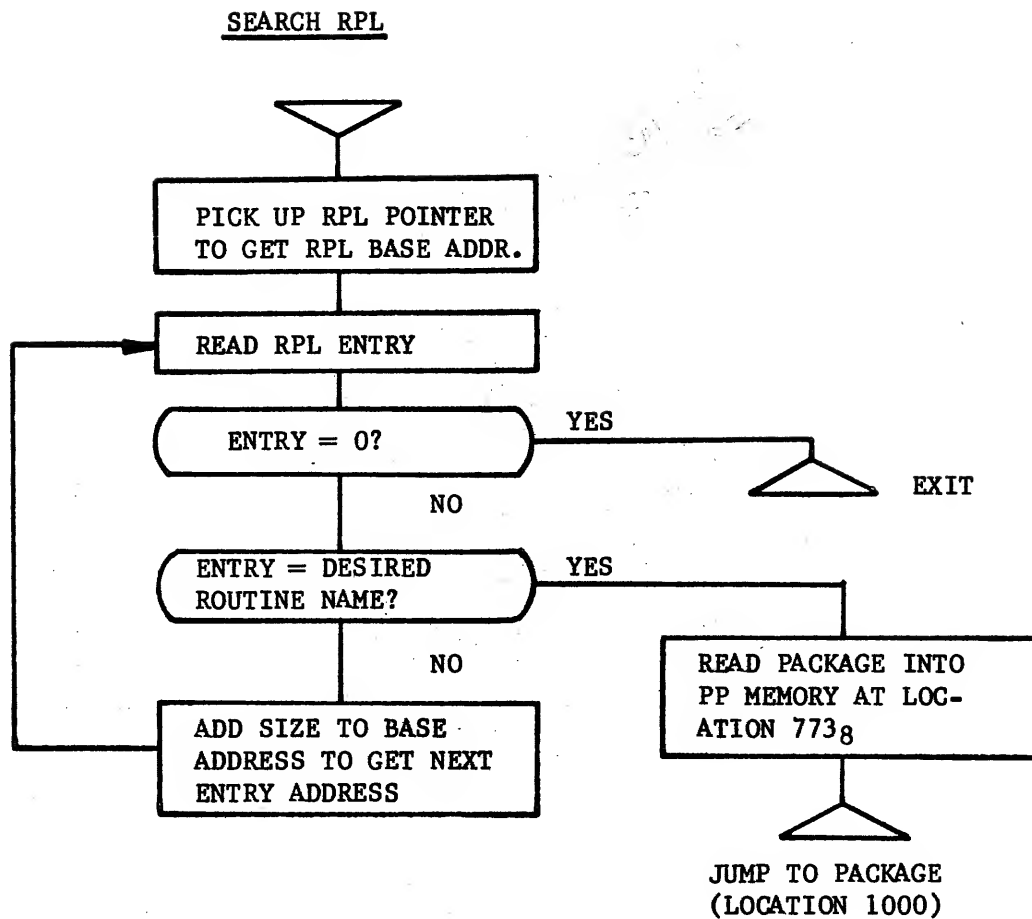 SEARCH RPL
PICK UP RPL POINTER
TO GET RPL BASE ADDR.
READ RPL ENTRY
ENTRY = 0?
YES
EXIT
NO
ENTRY = DESIRED
ROUTINE NAME?
YES
NO
READ PACKAGE INTO
PP MEMORY AT LOC-
ATION 773₈
ADD SIZE TO BASE
ADDRESS TO GET NEXT
ENTRY ADDRESS
JUMP TO PACKAGE
(LOCATION 1000)